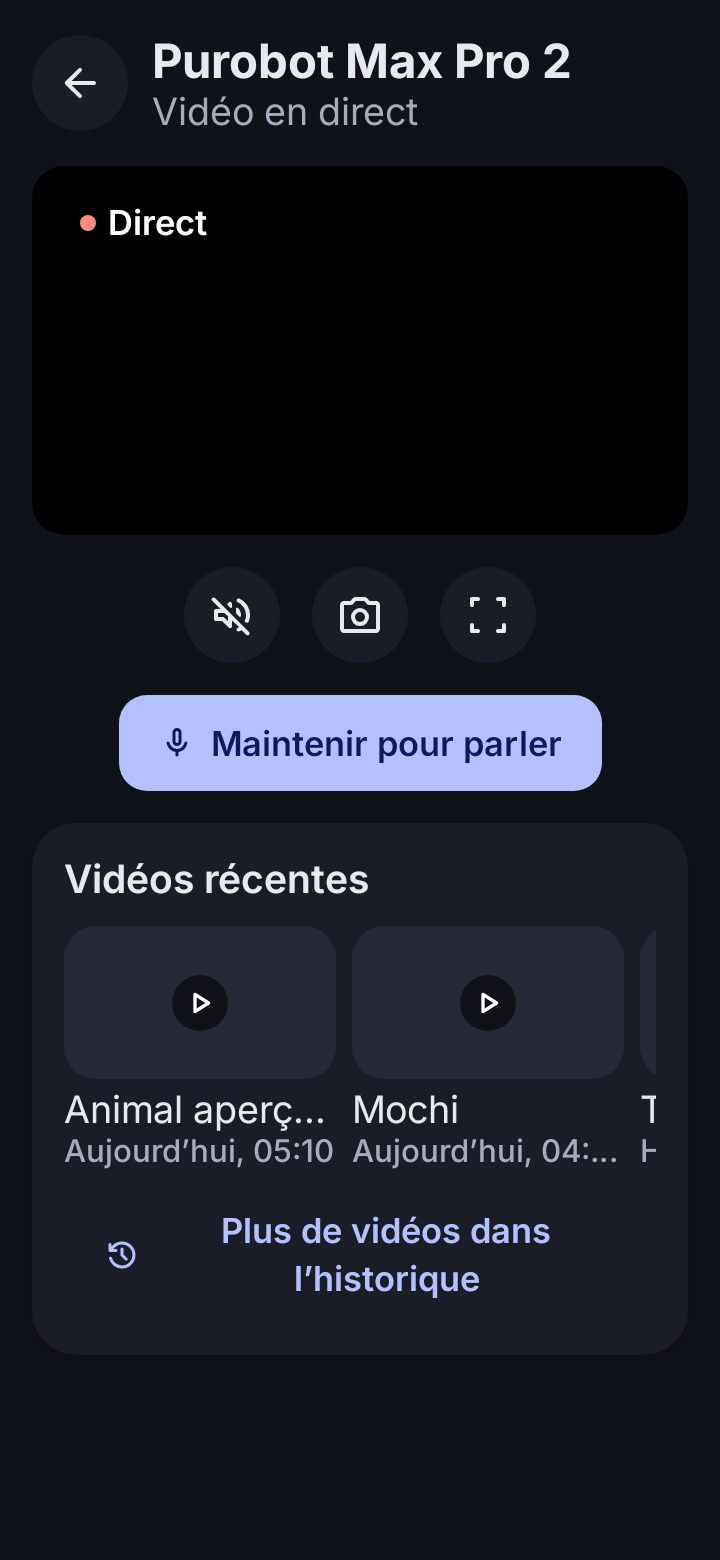 Purobot Max Pro 2
Vidéo en direct
Direct
Maintenir pour parler
Vidéos récentes
Animal aperç…
Aujourd’hui, 05:10
Mochi
Aujourd’hui, 04:…
Plus de vidéos dans
l’historique